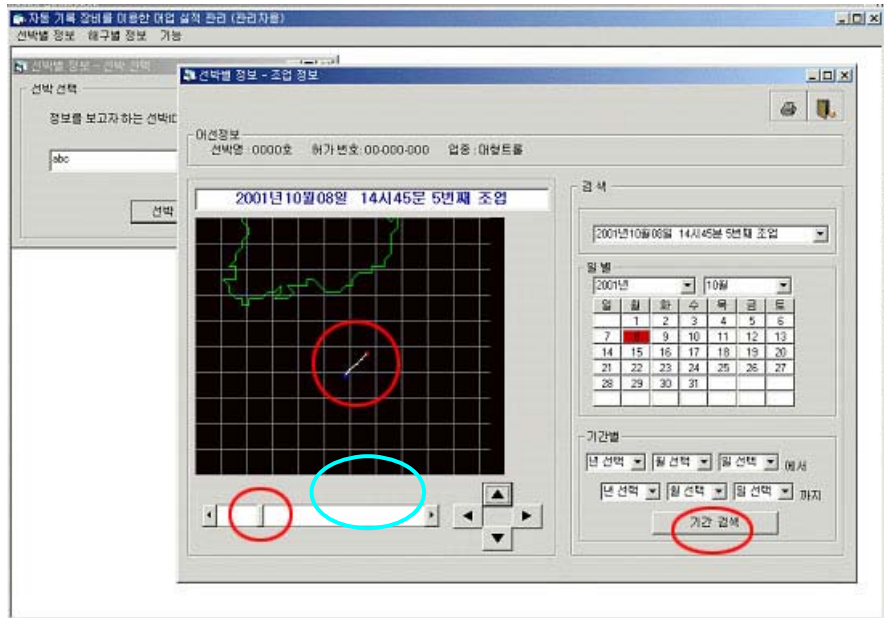 자동 기록 장비를 이용한 어업 실적 관리 (관리자용)
선박별 정보 해구별 정보 기능
선박별 정보 - 선박 선택
선박 선택
정보를 보고자 하는 선박ID
abc
선박
선박별 정보 - 조업 정보
어선정보
선박명 : 0000호 허가 번호: 00-000-000 업종 : 대형트롤
2001년10월08일 14시45분 5번째 조업
검 색
2001년10월08일 14시45분 5번째 조업
일 별
2001년 10월
일 월 화 수 목 금 토
1 2 3 4 5 6
7 8 9 10 11 12 13
14 15 16 17 18 19 20
21 22 23 24 25 26 27
28 29 30 31
기간별
년 선택 월 선택 일 선택 에서
년 선택 월 선택 일 선택 까지
기간 검색